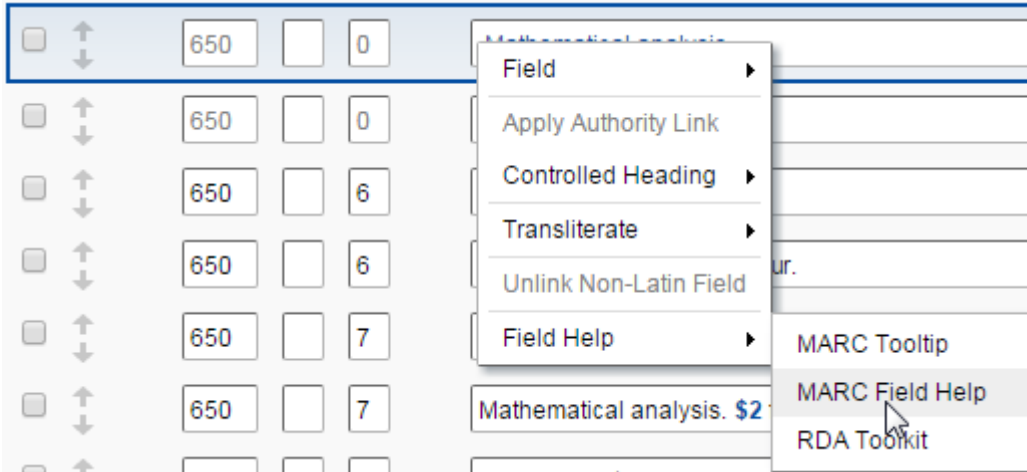 650 0 Mathematical analysis
Field
650 0
Apply Authority Link
Controlled Heading
650 6
Transliterate
650 6 ur.
Unlink Non-Latin Field
650 7
Field Help
MARC Tooltip
MARC Field Help
650 7 Mathematical analysis. $2
RDA Toolkit